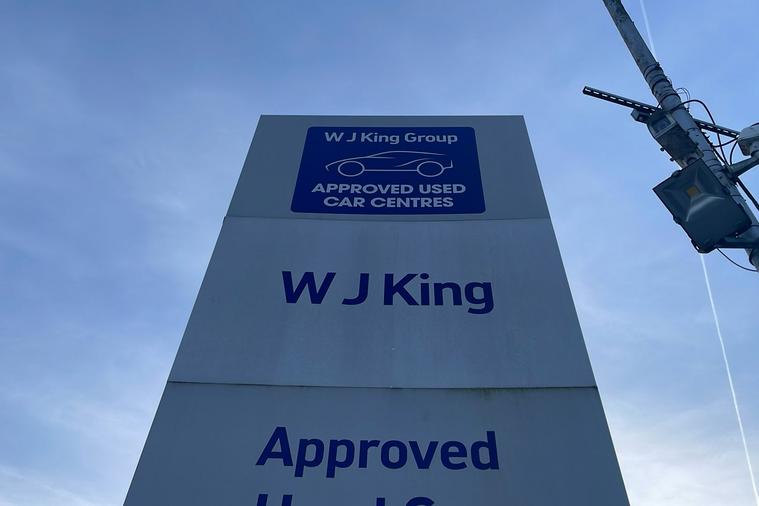 W J King Group
APPROVED USED
CAR CENTRES
W J King
Approved